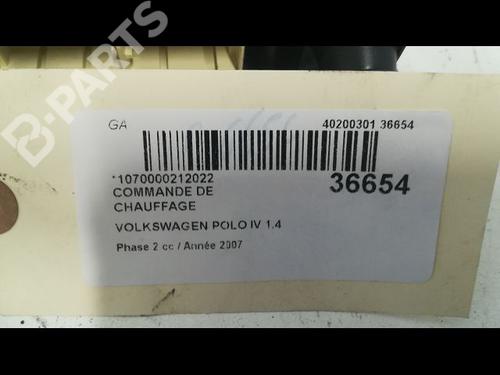 B-PARTS
GA
40200301 36654
*1070000212022
36654
COMMANDE DE
CHAUFFAGE
VOLKSWAGEN POLO IV 1.4
Phase 2 cc / Année 2007